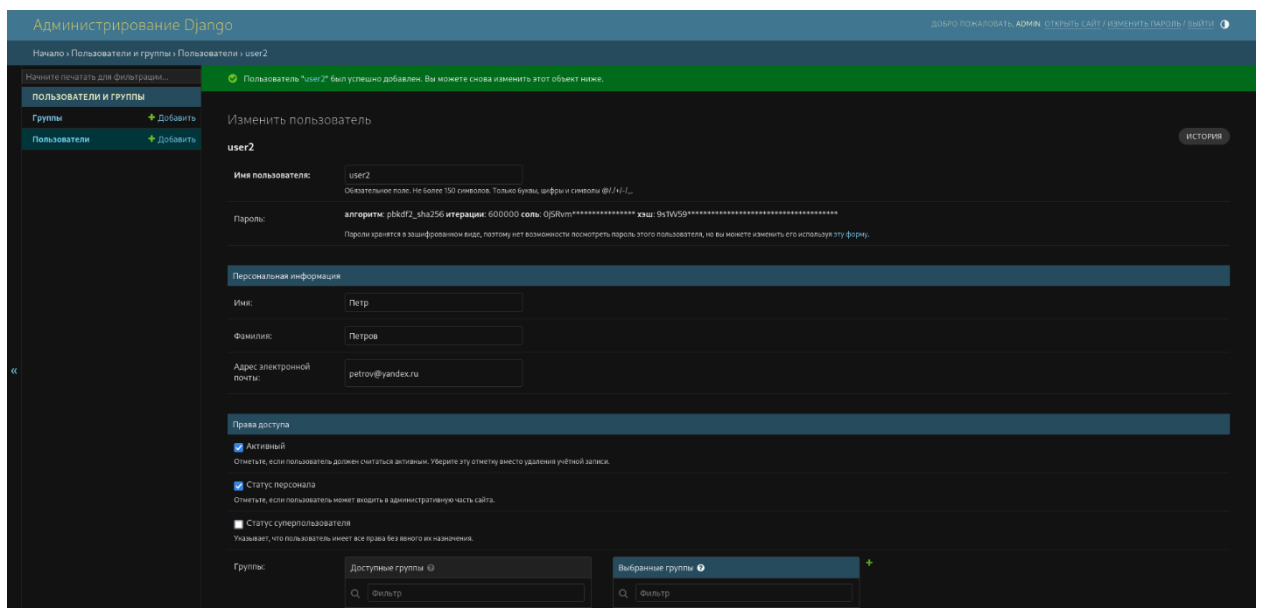 Администрирование Django
ДОБРО ПОЖАЛОВАТЬ, ADMIN. ОТКРЫТЬ САЙТ / ИЗМЕНИТЬ ПАРОЛЬ / ВЫЙТИ
Начало › Пользователи и группы › Пользователи › user2
Начните печатать для фильтрации...
ПОЛЬЗОВАТЕЛИ И ГРУППЫ
Группы + Добавить
Пользователи + Добавить
«
Пользователь "user2" был успешно добавлен. Вы можете снова изменить этот объект ниже.
Изменить пользователь
ИСТОРИЯ
user2
Имя пользователя: user2
Обязательное поле. Не более 150 символов. Только буквы, цифры и символы @/./+/-/_.
Пароль: алгоритм: pbkdf2_sha256 итерации: 600000 соль: OJSRvm**************** хэш: 9s1W59**************************************
Пароли хранятся в зашифрованном виде, поэтому нет возможности посмотреть пароль этого пользователя, но вы можете изменить его используя эту форму.
Персональная информация
Имя: Петр
Фамилия: Петров
Адрес электронной
почты: petrov@yandex.ru
Права доступа
Активный
Отметьте, если пользователь должен считаться активным. Уберите эту отметку вместо удаления учётной записи.
Статус персонала
Отметьте, если пользователь может входить в административную часть сайта.
Статус суперпользователя
Указывает, что пользователь имеет все права без явного их назначения.
Группы: Доступные группы ? Выбранные группы ? +
Фильтр Фильтр